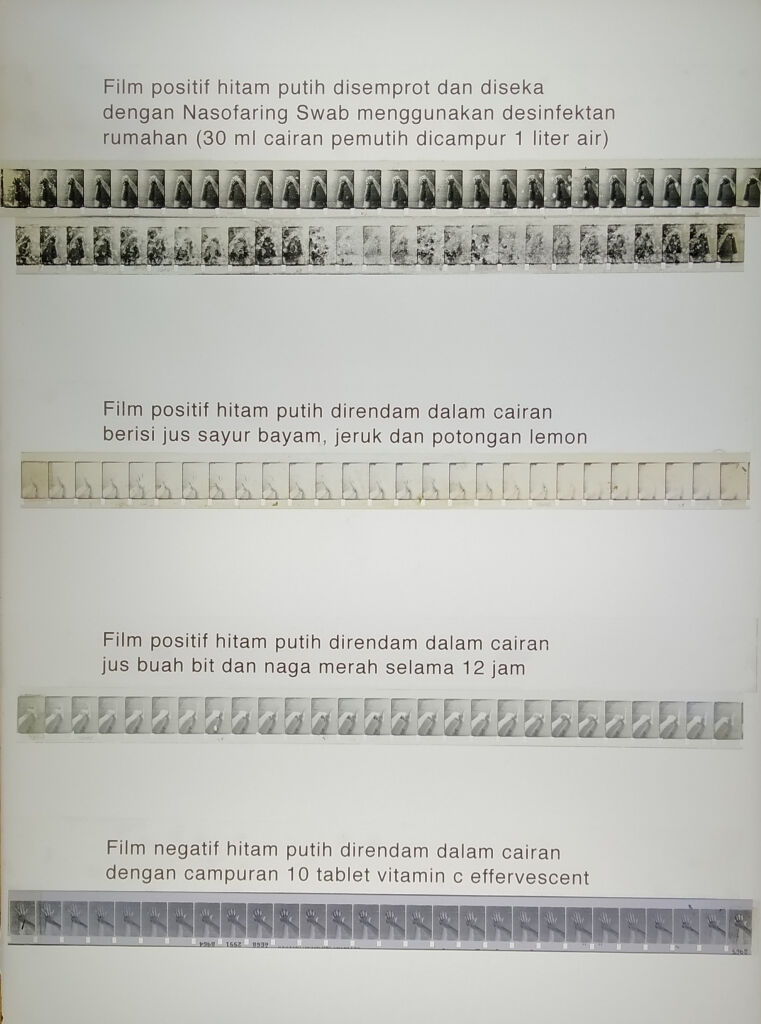 Film positif hitam putih disemprot dan diseka
dengan Nasofaring Swab menggunakan desinfektan
rumahan (30 ml cairan pemutih dicampur 1 liter air)
Film positif hitam putih direndam dalam cairan
berisi jus sayur bayam, jeruk dan potongan lemon
Film positif hitam putih direndam dalam cairan
jus buah bit dan naga merah selama 12 jam
Film negatif hitam putih direndam dalam cairan
dengan campuran 10 tablet vitamin c effervescent